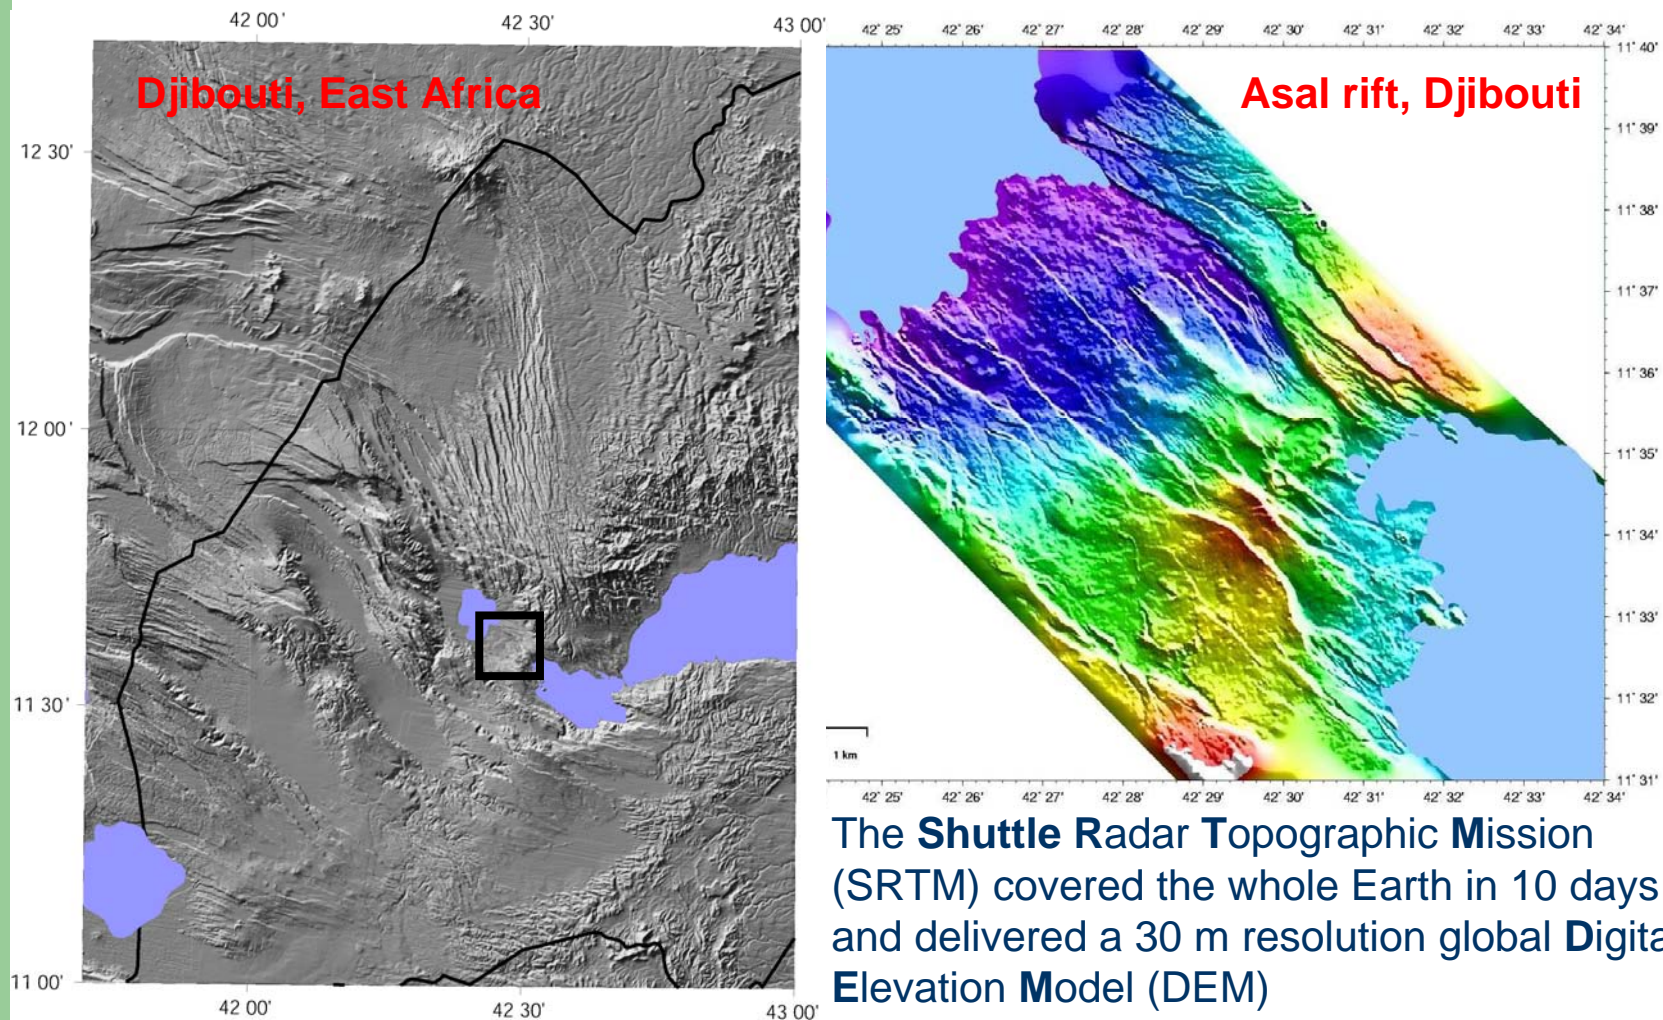 42 00'
42 30'
43 00'
Djibouti, East Africa
12 30'
12 00'
11 30'
11 00'
42 00'
42 30'
43 00'
42° 25' 42° 26' 42° 27' 42° 28' 42° 29' 42° 30' 42° 31' 42° 32' 42° 33' 42° 34'
Asal rift, Djibouti
11° 40'
11° 39'
11° 38'
11° 37'
11° 36'
11° 35'
11° 34'
11° 33'
11° 32'
11° 31'
1 km
42° 25' 42° 26' 42° 27' 42° 28' 42° 29' 42° 30' 42° 31' 42° 32' 42° 33' 42° 34'
The Shuttle Radar Topographic Mission
(SRTM) covered the whole Earth in 10 days
and delivered a 30 m resolution global Digita
Elevation Model (DEM)